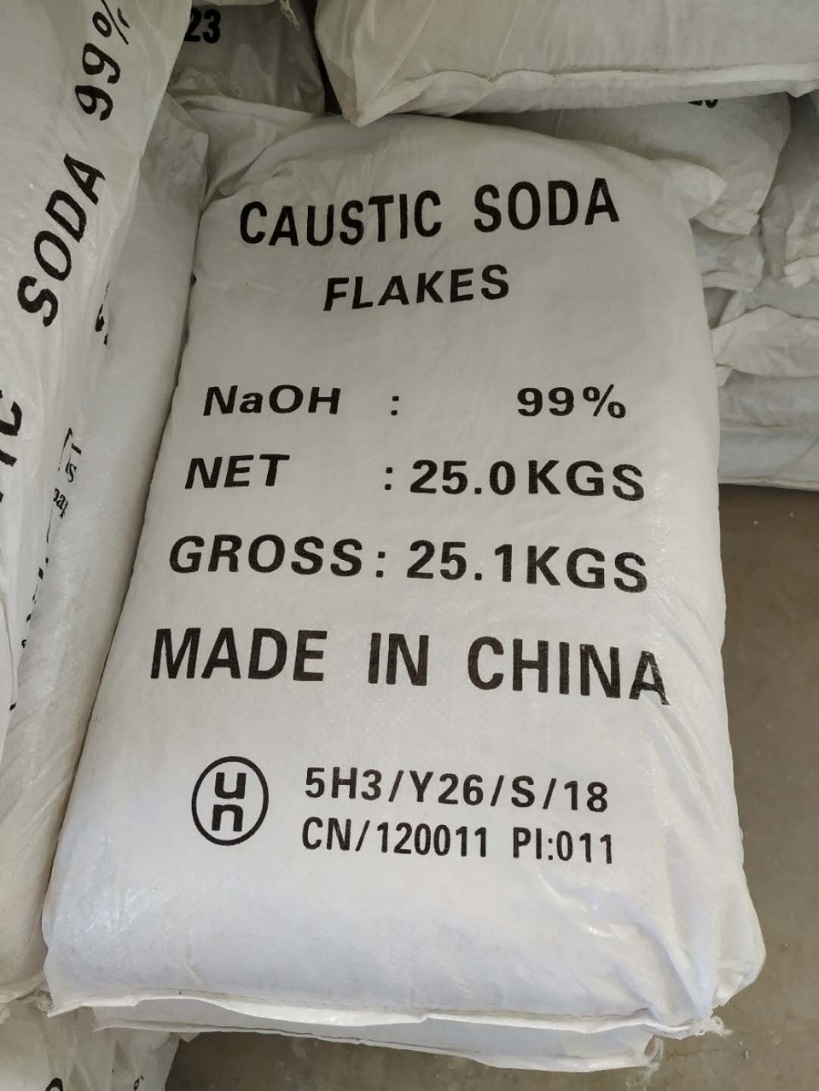 23
SODA 99%
CAUSTIC SODA
FLAKES
NaOH : 99%
NET : 25.0KGS
GROSS: 25.1KGS
MADE IN CHINA
un 5H3/Y26/S/18
CN/120011 PI:011